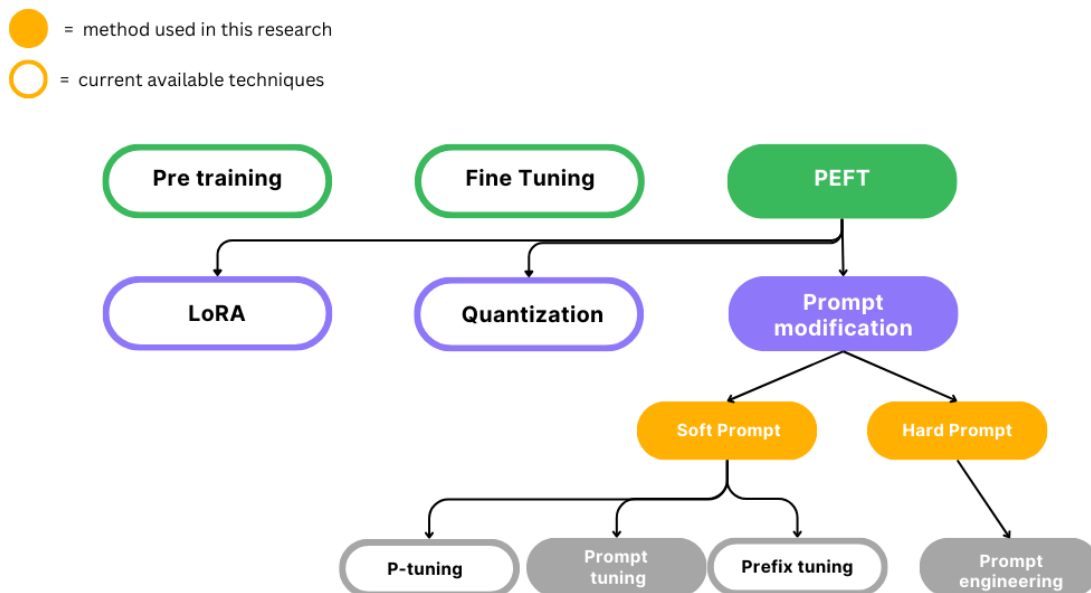 = method used in this research
= current available techniques
Pre training
Fine Tuning
PEFT
LoRA
Quantization
Prompt
modification
Soft Prompt
Hard Prompt
P-tuning
Prompt
tuning
Prefix tuning
Prompt
engineering